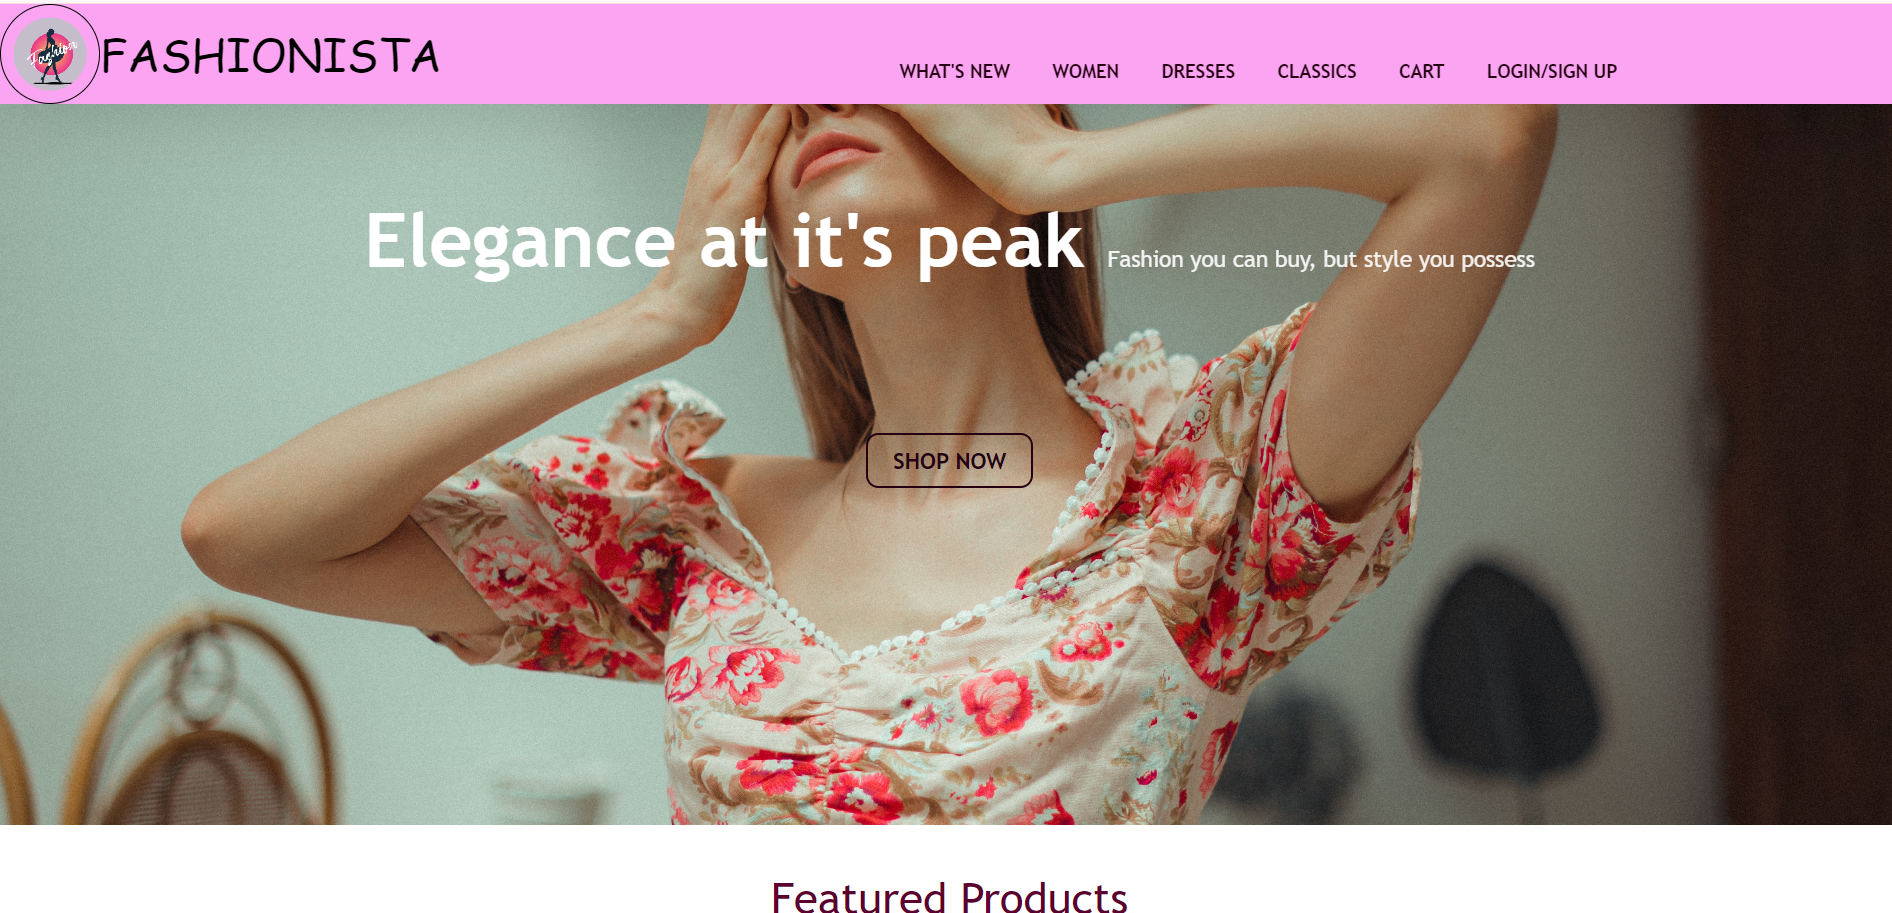 Fashion
FASHIONISTA
WHAT'S NEW WOMEN DRESSES CLASSICS CART LOGIN/SIGN UP
Elegance at it's peak Fashion you can buy, but style you possess
SHOP NOW
Featured Products